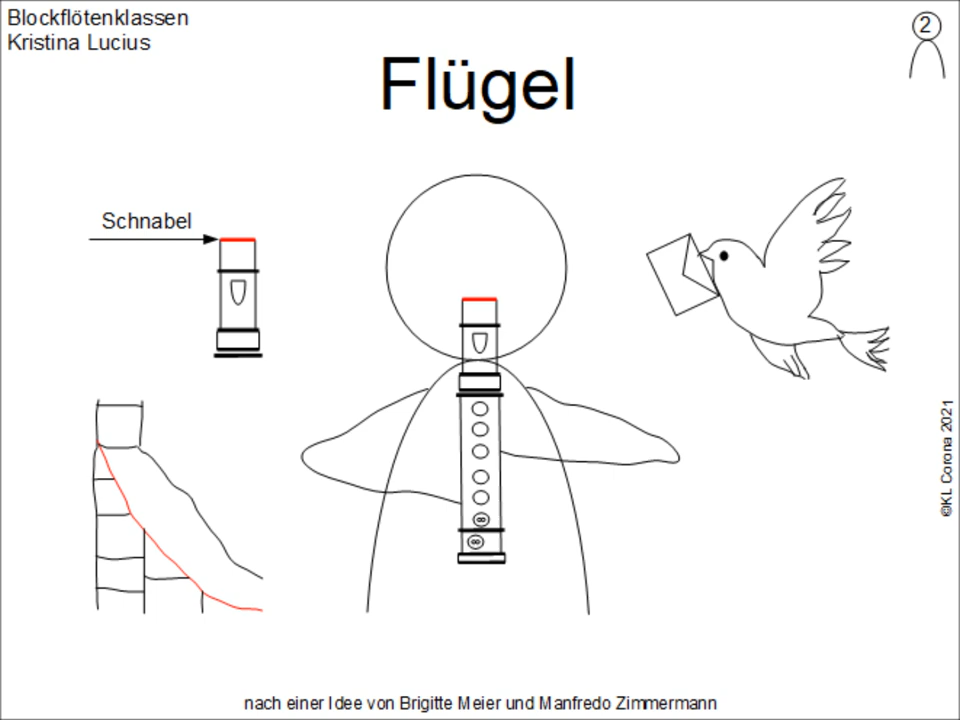 Blockflötenklassen
Kristina Lucius
2
Flügel
Schnabel
©KL Corona 2021
nach einer Idee von Brigitte Meier und Manfredo Zimmermann